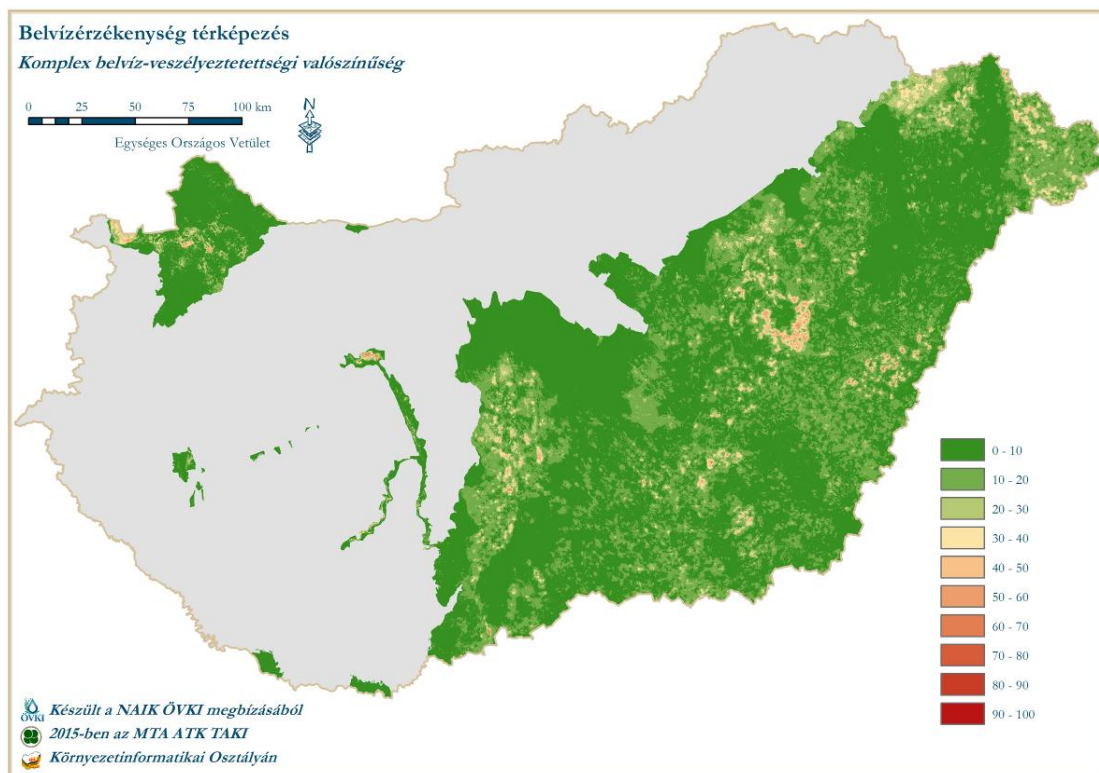 Belvízérzékenység térképezés
Komplex belvíz-veszélyeztetettségi valószínűség
0 25 50 75 100 km
N
Egységes Országos Vetület
0 - 10
10 - 20
20 - 30
30 - 40
40 - 50
50 - 60
60 - 70
70 - 80
80 - 90
90 - 100
ÖVKI
Készült a NAIK ÖVKI megbízásából
2015-ben az MTA ATK TAKI
Környezetinformatikai Osztályán